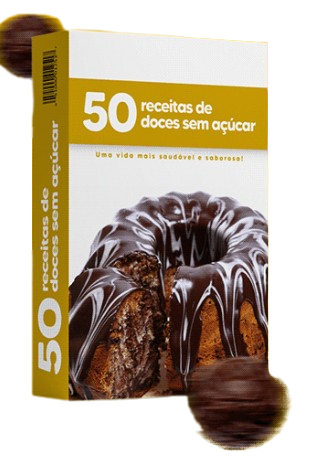 50 receitas de
doces sem açúcar
Uma vida mais saudável e saborosa!
50 receitas de
doces sem açúcar